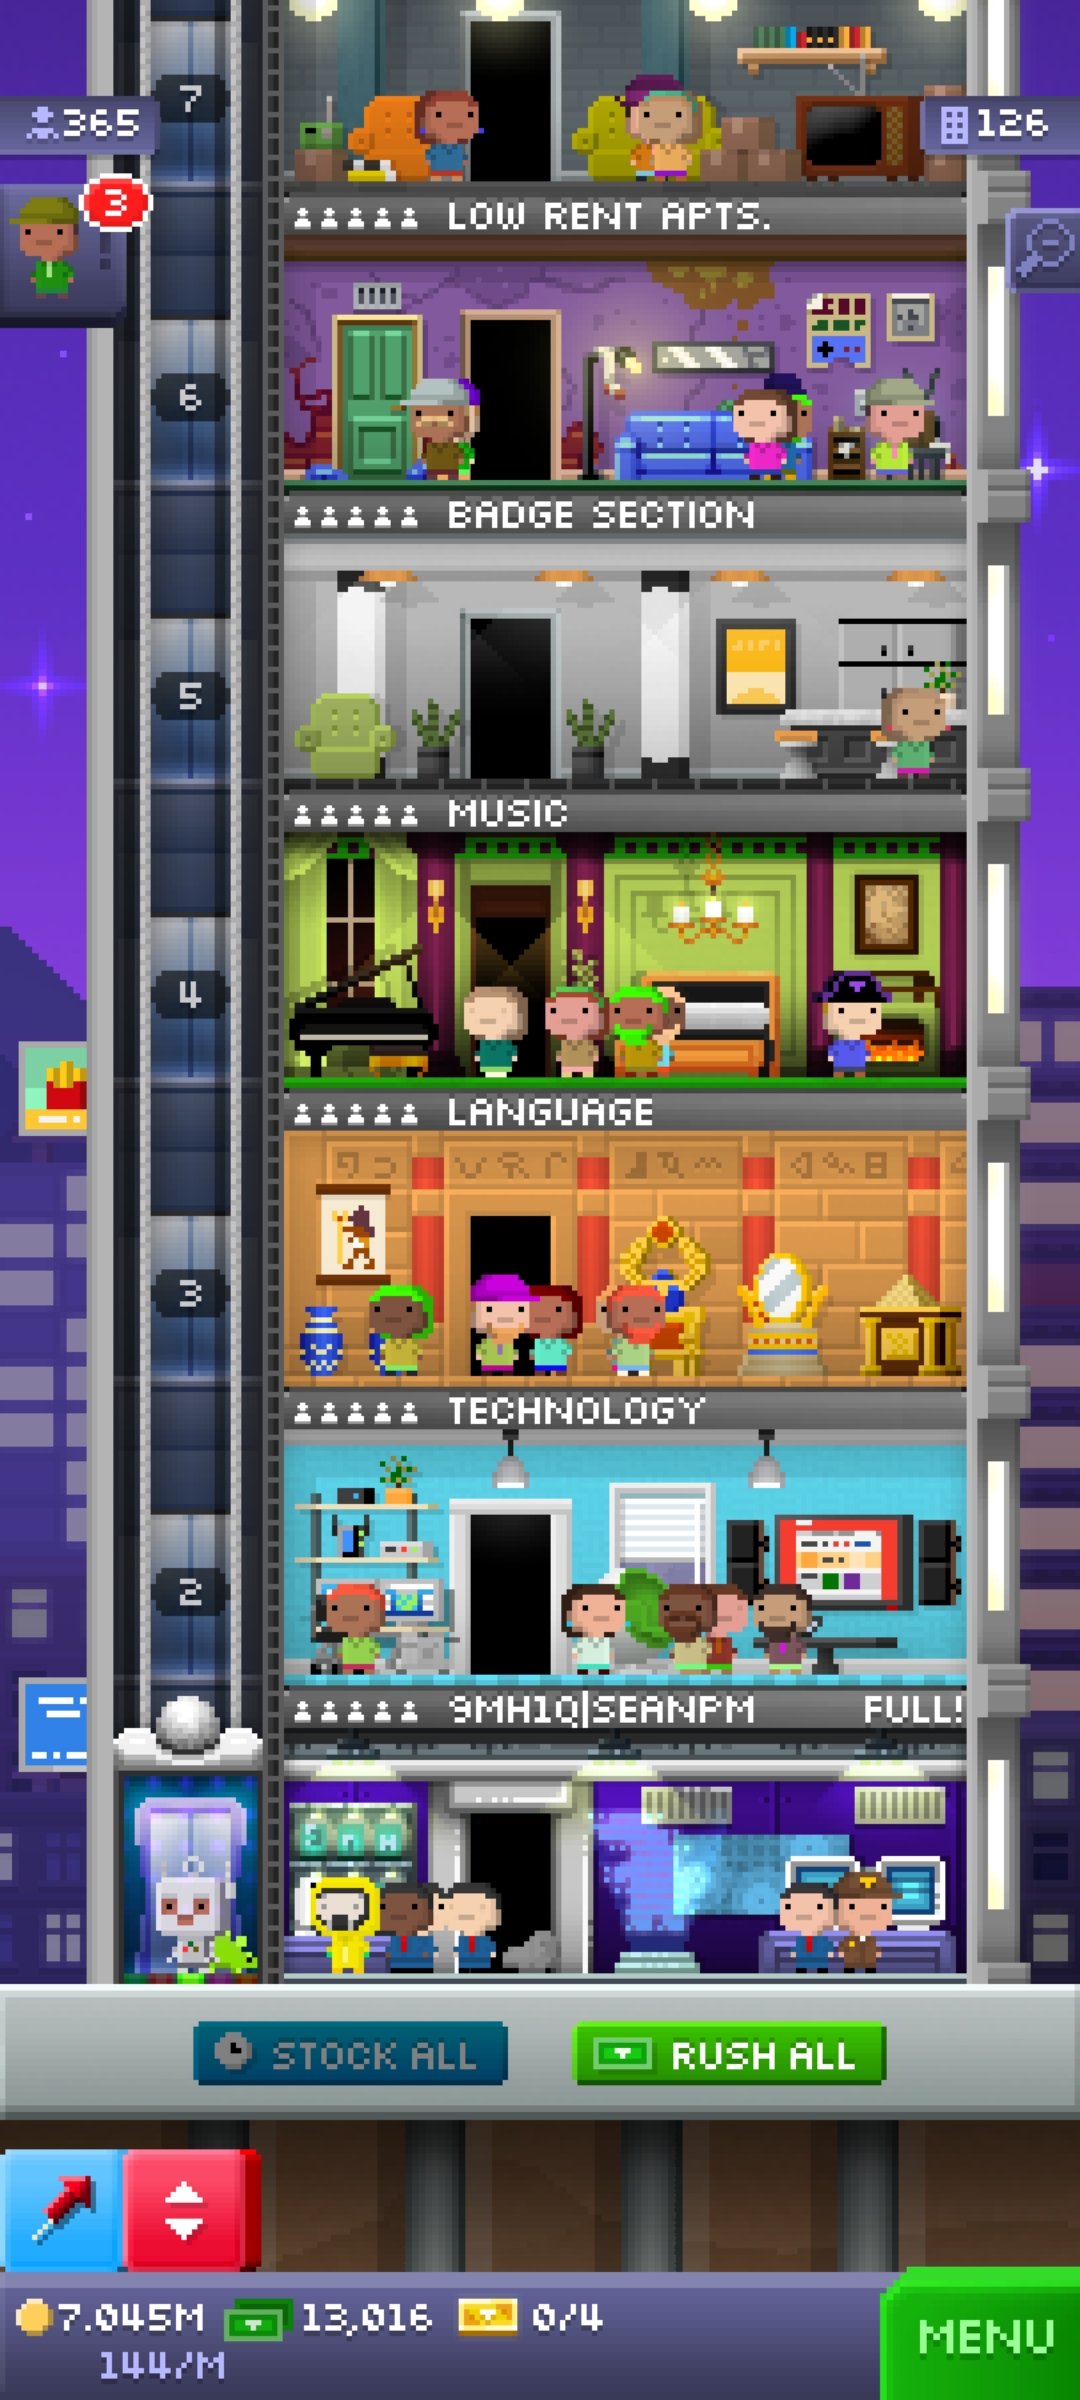 7
365
126
3
LOW RENT APTS.
6
BADGE SECTION
5
MUSIC
4
LANGUAGE
3
TECHNOLOGY
2
9MH1Q|SEANPM FULL!
STOCK ALL
RUSH ALL
7.045M 13,016 0/4
144/M
MENU